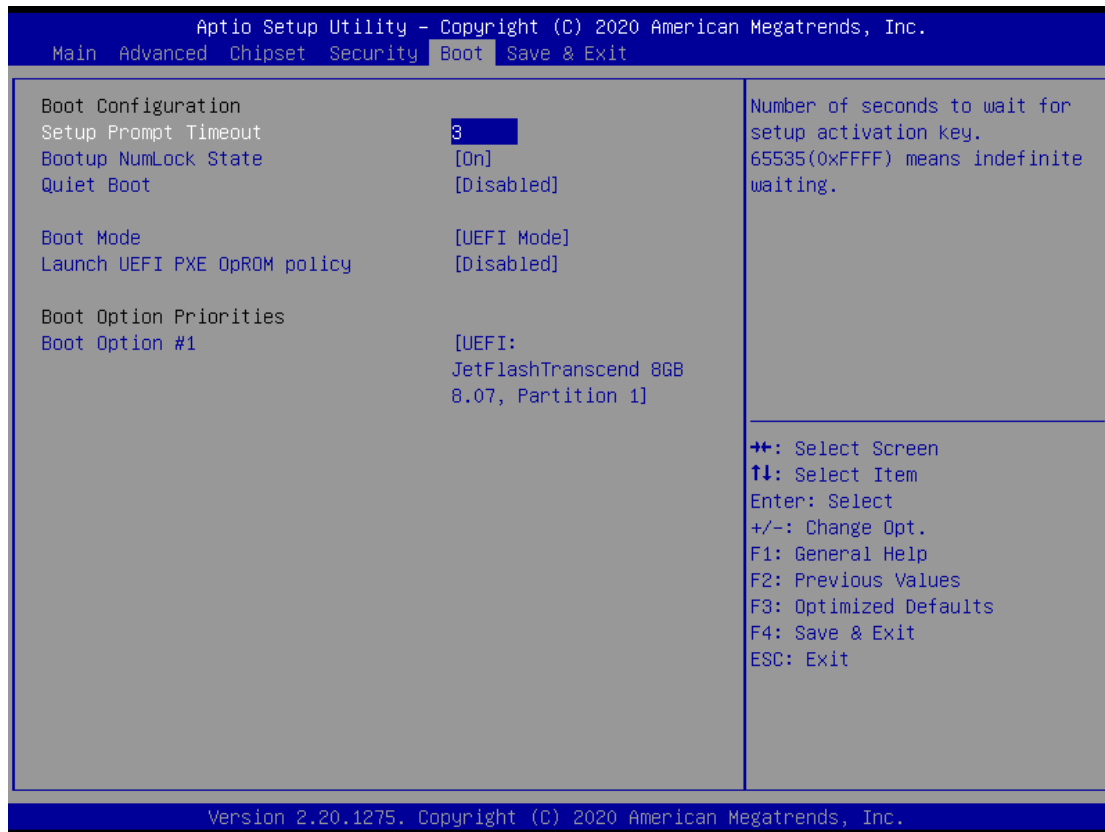 Aptio Setup Utility – Copyright (C) 2020 American Megatrends, Inc.
Main Advanced Chipset Security Boot Save & Exit
Boot Configuration
Setup Prompt Timeout 3
Bootup NumLock State [On]
Quiet Boot [Disabled]
Boot Mode [UEFI Mode]
Launch UEFI PXE OpROM policy [Disabled]
Boot Option Priorities
Boot Option #1 [UEFI:
JetFlashTranscend 8GB
8.07, Partition 1]
Number of seconds to wait for
setup activation key.
65535(0xFFFF) means indefinite
waiting.
→←: Select Screen
↑↓: Select Item
Enter: Select
+/-: Change Opt.
F1: General Help
F2: Previous Values
F3: Optimized Defaults
F4: Save & Exit
ESC: Exit
Version 2.20.1275. Copyright (C) 2020 American Megatrends, Inc.